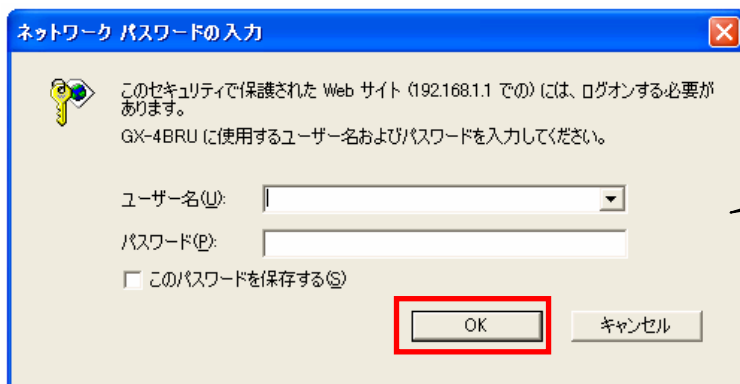 ネットワーク パスワードの入力
このセキュリティで保護された Web サイト (192.168.1.1 での) には、ログオンする必要が
あります。
GX-4BRU に使用するユーザー名およびパスワードを入力してください。
ユーザー名(U):
パスワード(P):
このパスワードを保存する(S)
OK キャンセル